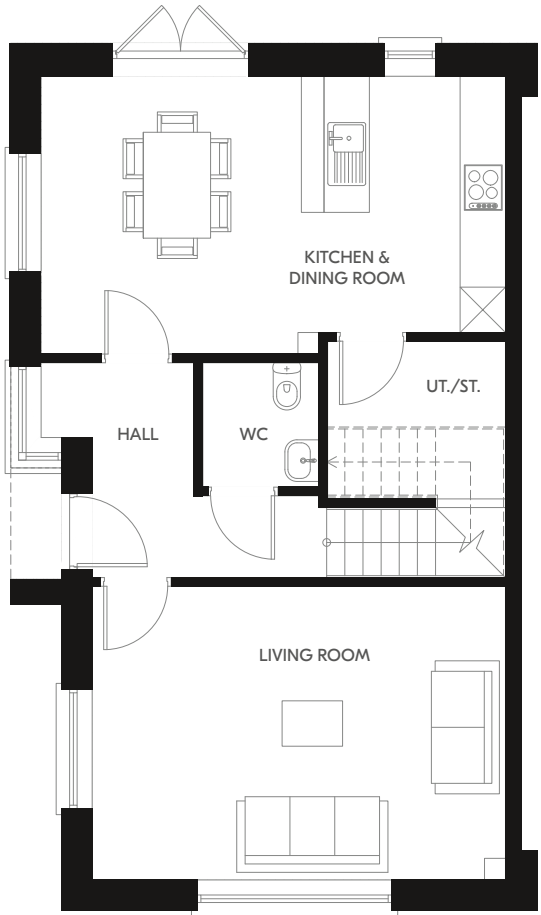 KITCHEN &
DINING ROOM
UT./ST.
HALL
WC
LIVING ROOM